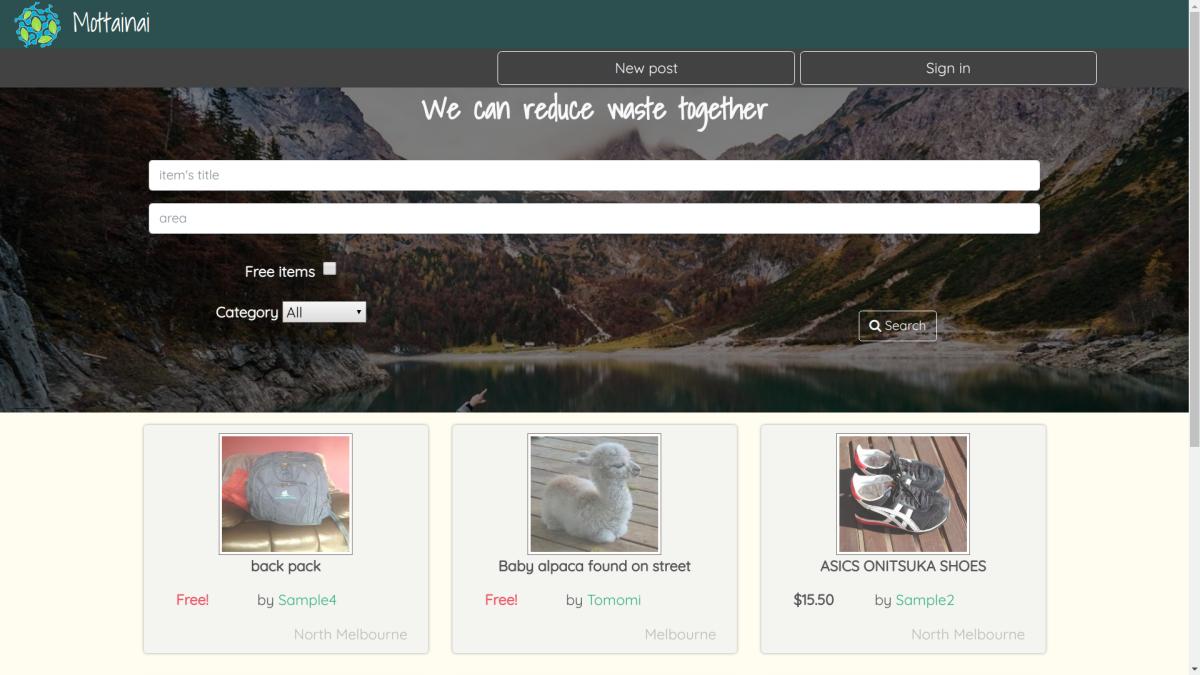 Mottainai
New post
Sign in
We can reduce waste together
item's title
area
Free items
Category All
Search
back pack
Free! by Sample4
North Melbourne
Baby alpaca found on street
Free! by Tomomi
Melbourne
ASICS ONITSUKA SHOES
$15.50 by Sample2
North Melbourne